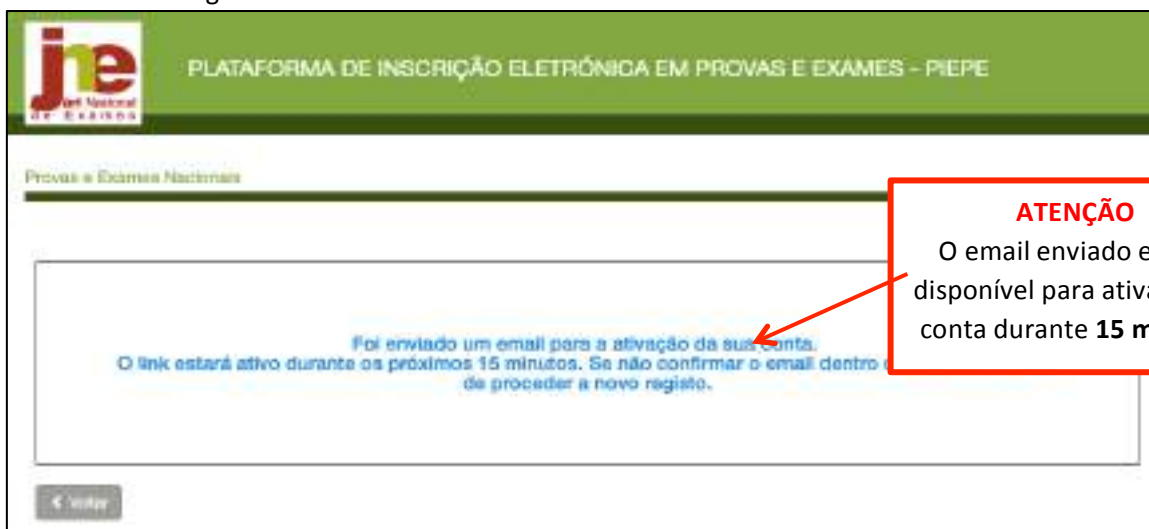 jne
Júri Nacional
de Exames
PLATAFORMA DE INSCRIÇÃO ELETRÓNICA EM PROVAS E EXAMES - PIEPE
Provas e Exames Nacionais
ATENÇÃO
O email enviado e
disponível para ativa
conta durante 15 m
Foi enviado um email para a ativação da sua conta.
O link estará ativo durante os próximos 15 minutos. Se não confirmar o email dentro
de proceder a novo registo.
< Voltar